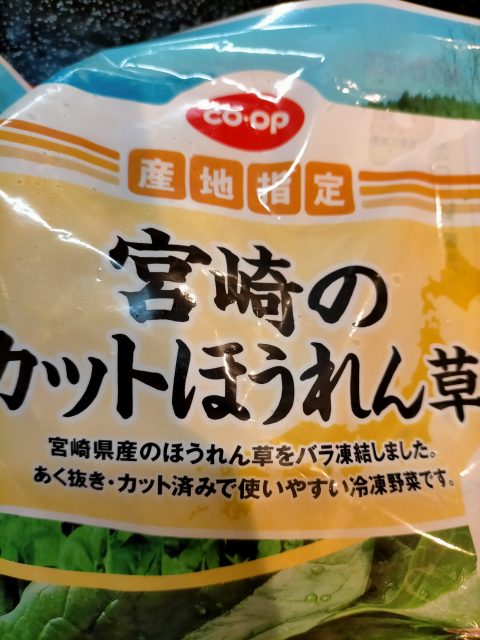 co·op
産地指定
宮崎の
カットほうれん草
宮崎県産のほうれん草をバラ凍結しました。
あく抜き・カット済みで使いやすい冷凍野菜です。